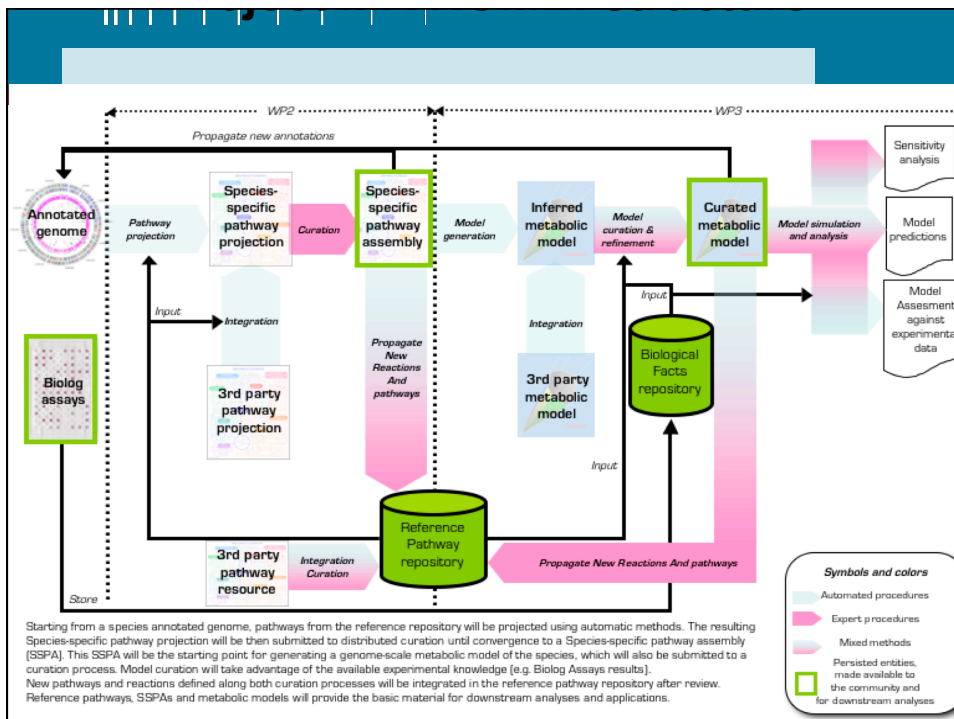 WP2
WP3
Propagate new annotations
Annotated
genome
Pathway
projection
Species-
specific
pathway
projection
Curation
Species-
specific
pathway
assembly
Model
generation
Inferred
metabolic
model
Model
curation &
refinement
Curated
metabolic
model
Model simulation
and analysis
Sensitivity
analysis
Model
predictions
Model
Assesment
against
experimental
data
Input
Integration
Propagate
New
Reactions
And
pathways
Integration
Input
Biological
Facts
repository
Biolog
assays
3rd party
pathway
projection
3rd party
metabolic
model
Input
Reference
Pathway
repository
3rd party
pathway
resource
Integration
Curation
Propagate New Reactions And pathways
Store
Symbols and colors
Automated procedures
Expert procedures
Mixed methods
Persisted entities,
made available to
the community and
for downstream analyses
Starting from a species annotated genome, pathways from the reference repository will be projected using automatic methods. The resulting
Species-specific pathway projection will be then submitted to distributed curation until convergence to a Species-specific pathway assembly
(SSPA). This SSPA will be the starting point for generating a genome-scale metabolic model of the species, which will also be submitted to a
curation process. Model curation will take advantage of the available experimental knowledge (e.g. Biolog Assays results).
New pathways and reactions defined along both curation processes will be integrated in the reference pathway repository after review.
Reference pathways, SSPAs and metabolic models will provide the basic material for downstream analyses and applications.